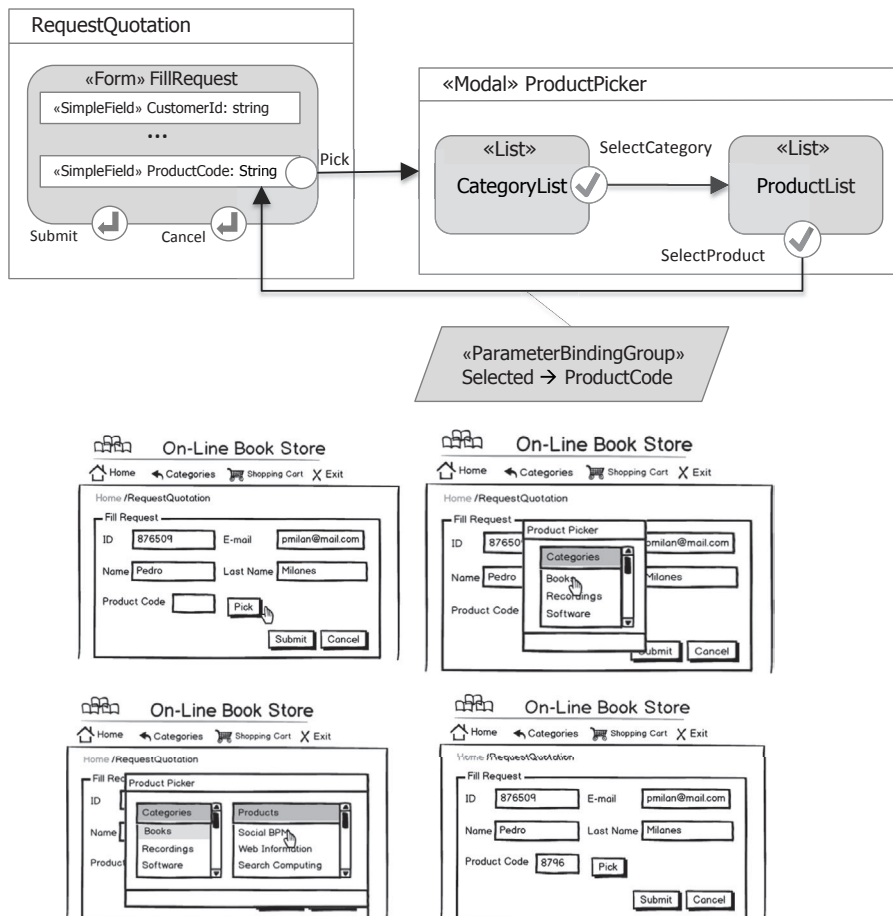 RequestQuotation
«Form» FillRequest
«SimpleField» CustomerId: string
...
«SimpleField» ProductCode: String
Pick
Submit
Cancel
«Modal» ProductPicker
«List»
CategoryList
SelectCategory
«List»
ProductList
SelectProduct
«ParameterBindingGroup»
Selected → ProductCode
On-Line Book Store
Home Categories Shopping Cart X Exit
Home /RequestQuotation
Fill Request
ID 876509 E-mail pmilan@mail.com
Name Pedro Last Name Milanes
Product Code Pick
Submit Cancel
On-Line Book Store
Home Categories Shopping Cart X Exit
Home /RequestQuotation
Fill Request
Product Picker
ID 87650 omilan@mail.com
Categories
Name Pedro Milanes
Books
Recordings
Product Code
Software
ubmit Cancel
On-Line Book Store
Home Categories Shopping Cart X Exit
Home /RequestQuotation
Fill Req
Product Picker
ID
Categories Products
Name
Books Social BPM
Recordings Web Information
Product
Software Search Computing
On-Line Book Store
Home Categories Shopping Cart X Exit
Home /RequestQuotation
Fill Request
ID 876509 E-mail pmilan@mail.com
Name Pedro Last Name Milanes
Product Code 8796 Pick
Submit Cancel